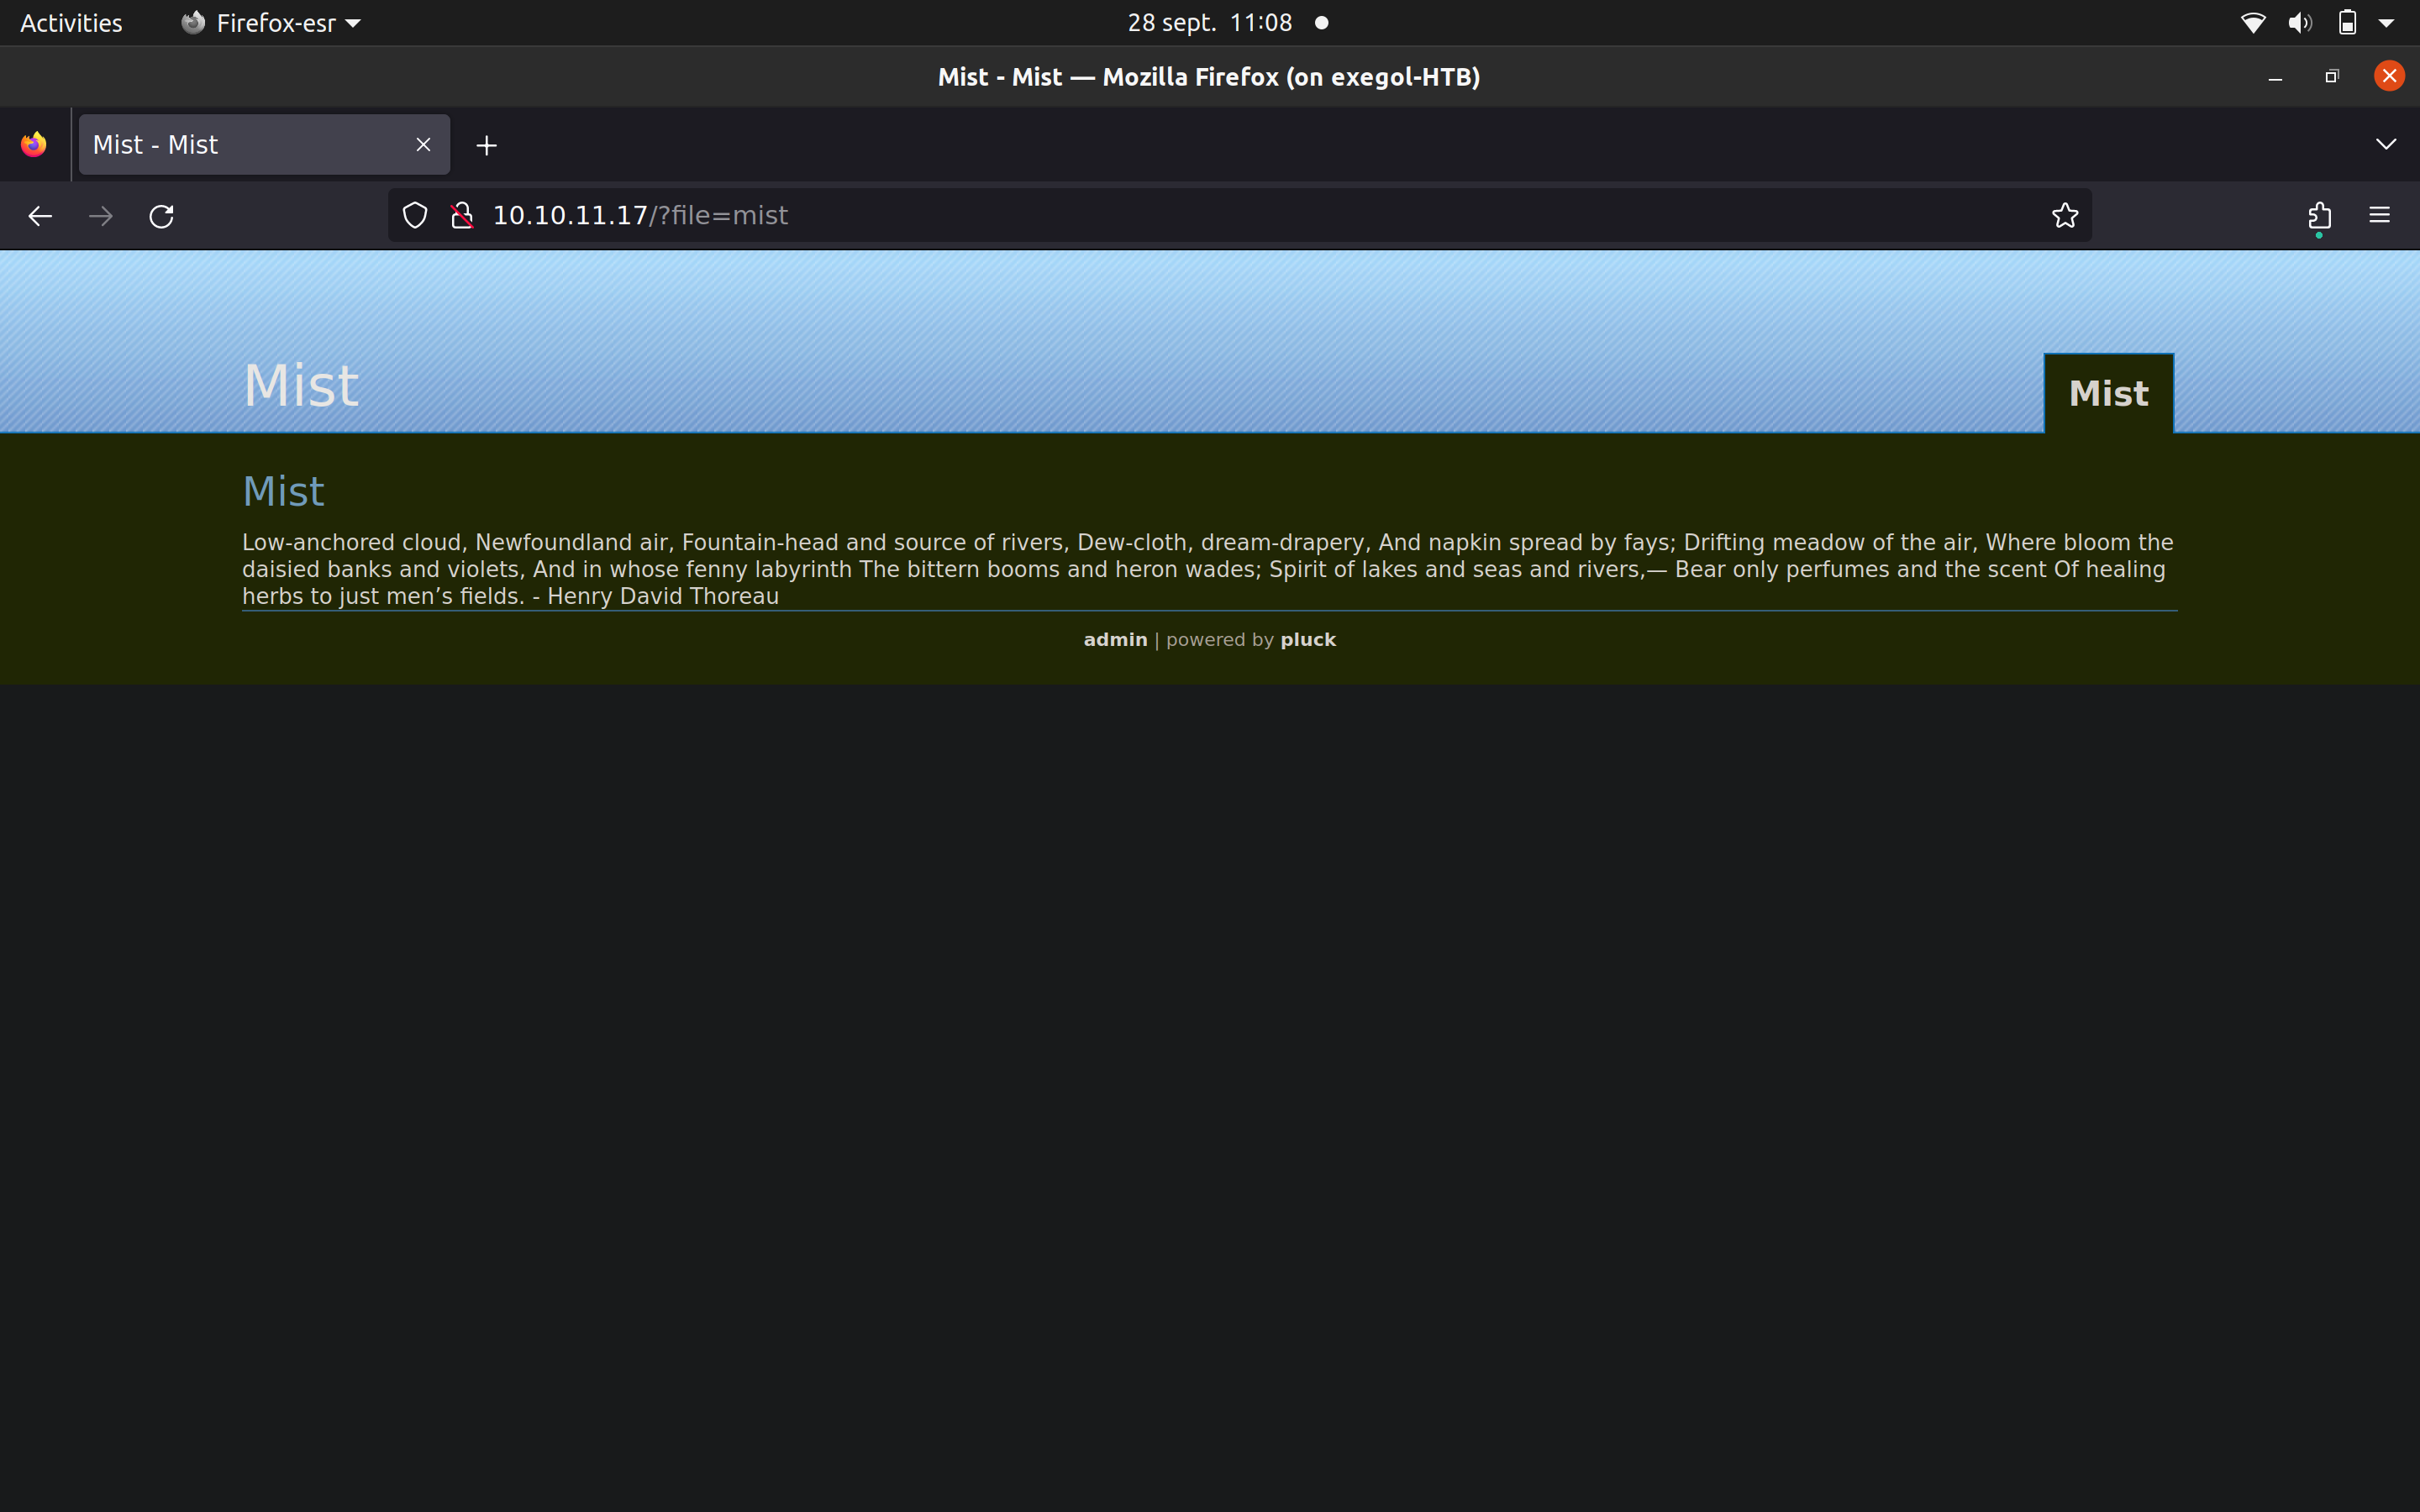 Activities Firefox-esr 28 sept. 11:08
Mist - Mist — Mozilla Firefox (on exegol-HTB)
Mist - Mist
10.10.11.17/?file=mist
Mist
Mist
Mist
Low-anchored cloud, Newfoundland air, Fountain-head and source of rivers, Dew-cloth, dream-drapery, And napkin spread by fays; Drifting meadow of the air, Where bloom the
daisied banks and violets, And in whose fenny labyrinth The bittern booms and heron wades; Spirit of lakes and seas and rivers,— Bear only perfumes and the scent Of healing
herbs to just men’s fields. - Henry David Thoreau
admin | powered by pluck